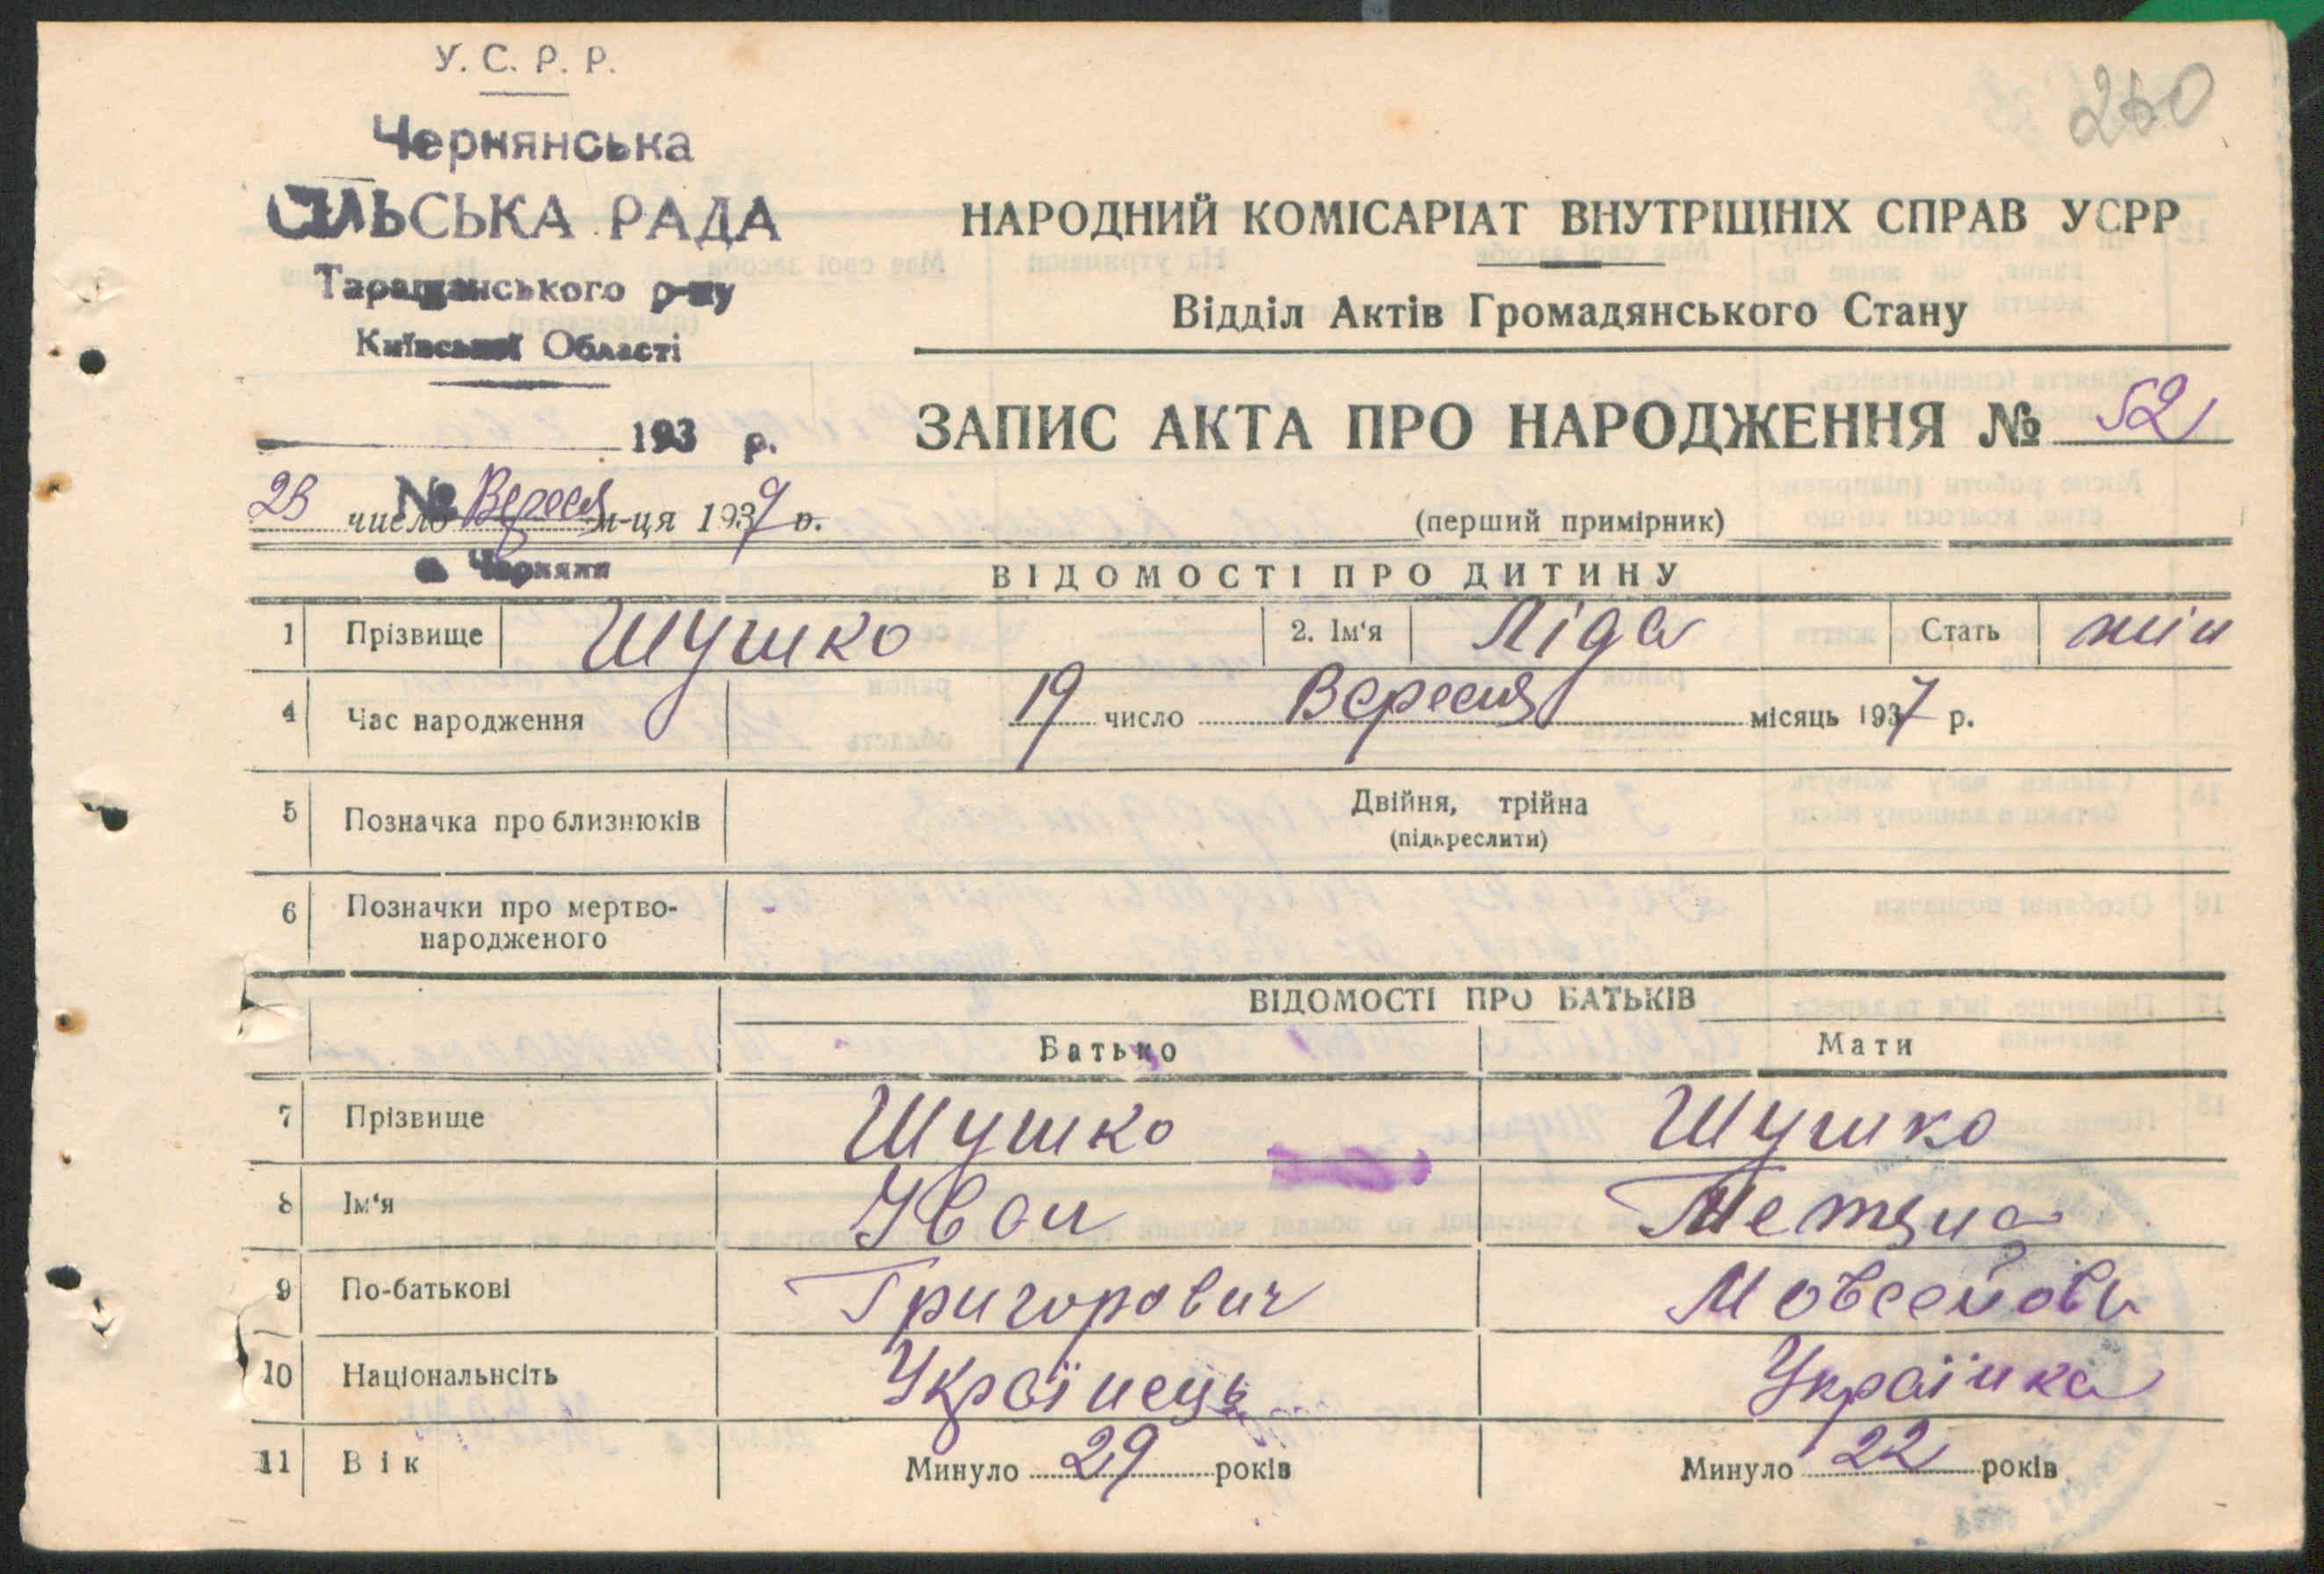 У. С. Р. Р.
260
Чернянська
СІЛЬСЬКА РАДА
Таращанського р-ну
Київської Області
НАРОДНИЙ КОМІСАРІАТ ВНУТРІШНІХ СПРАВ УСРР
Відділ Актів Громадянського Стану
193 р.
ЗАПИС АКТА ПРО НАРОДЖЕННЯ № 52
№
23 число Вересня м-ця 1937 р.
(перший примірник)
с. Черняхи
ВІДОМОСТІ ПРО ДИТИНУ
1 Прізвище Шушко 2. Ім'я Ліда Стать жін
4 Час народження 19 число Вересня місяць 1937 р.
5 Позначка про близнюків Двійня, трійна
(підкреслити)
6 Позначки про мертво-
народженого
ВІДОМОСТІ ПРО БАТЬКІВ
Батько Мати
7 Прізвище Шушко Шушко
8 Ім'я Іван
9 По-батькові Григорович Мовсейовн
10 Національнсіть Українець Українка
11 Вік Минуло 29 років Минуло 22 років